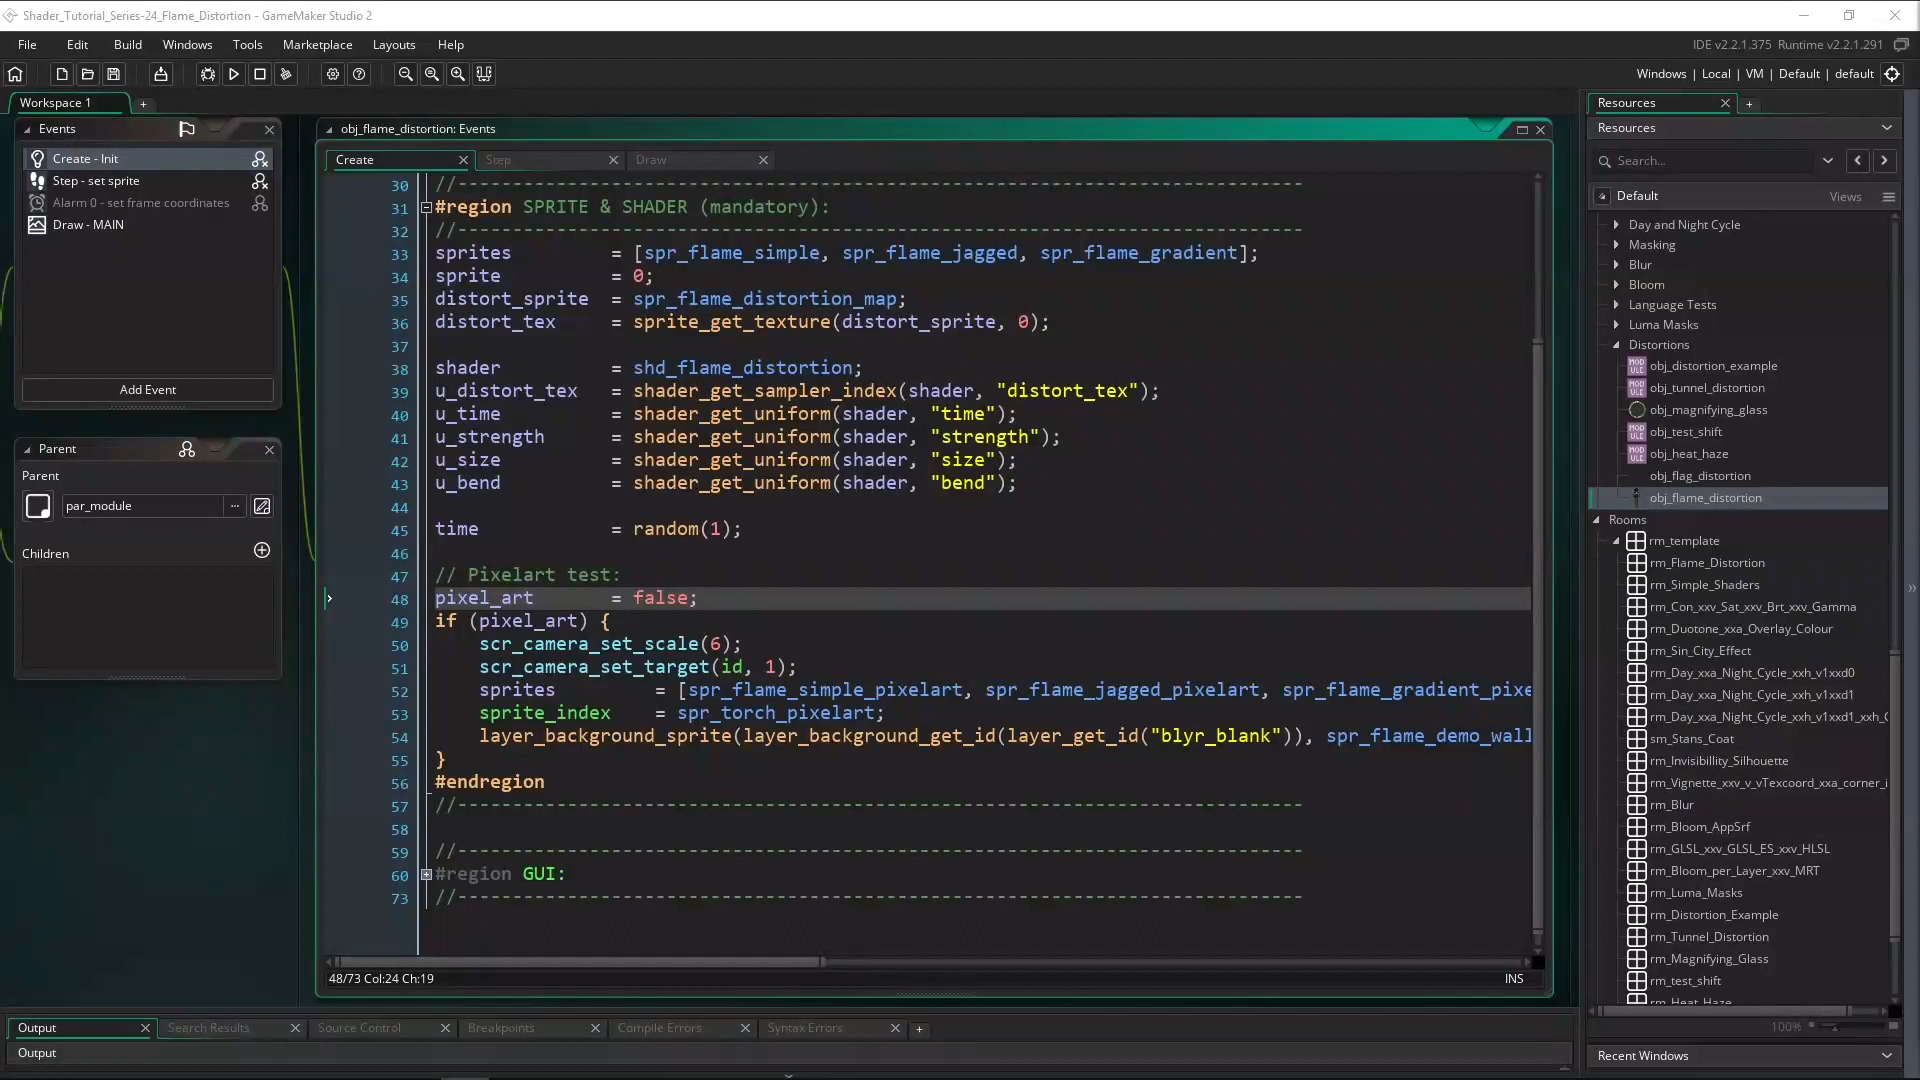 Shader_Tutorial_Series-24_Flame_Distortion - GameMaker Studio 2
File Edit Build Windows Tools Marketplace Layouts Help
IDE v2.2.1.375 Runtime v2.2.1.291
Windows | Local | VM | Default | default
Workspace 1
Events
Create - Init
Step - set sprite
Alarm 0 - set frame coordinates
Draw - MAIN
Add Event
Parent
Parent
par_module
Children
obj_flame_distortion: Events
Create Step Draw
30 //-----------------------------------------------------------------------------
31 #region SPRITE & SHADER (mandatory):
32 //-----------------------------------------------------------------------------
33 sprites = [spr_flame_simple, spr_flame_jagged, spr_flame_gradient];
34 sprite = 0;
35 distort_sprite = spr_flame_distortion_map;
36 distort_tex = sprite_get_texture(distort_sprite, 0);
37
38 shader = shd_flame_distortion;
39 u_distort_tex = shader_get_sampler_index(shader, "distort_tex");
40 u_time = shader_get_uniform(shader, "time");
41 u_strength = shader_get_uniform(shader, "strength");
42 u_size = shader_get_uniform(shader, "size");
43 u_bend = shader_get_uniform(shader, "bend");
44
45 time = random(1);
46
47 // Pixelart test:
48 pixel_art = false;
49 if (pixel_art) {
50 scr_camera_set_scale(6);
51 scr_camera_set_target(id, 1);
52 sprites = [spr_flame_simple_pixelart, spr_flame_jagged_pixelart, spr_flame_gradient_pixe
53 sprite_index = spr_torch_pixelart;
54 layer_background_sprite(layer_background_get_id(layer_get_id("blyr_blank")), spr_flame_demo_wall
55 }
56 #endregion
57 //-----------------------------------------------------------------------------
58
59 //-----------------------------------------------------------------------------
60 #region GUI:
73 //-----------------------------------------------------------------------------
48/73 Col:24 Ch:19
INS
Resources
Resources
Search...
Default
Views
Day and Night Cycle
Masking
Blur
Bloom
Language Tests
Luma Masks
Distortions
obj_distortion_example
obj_tunnel_distortion
obj_magnifying_glass
obj_test_shift
obj_heat_haze
obj_flag_distortion
obj_flame_distortion
Rooms
rm_template
rm_Flame_Distortion
rm_Simple_Shaders
rm_Con_xxv_Sat_xxv_Brt_xxv_Gamma
rm_Duotone_xxa_Overlay_Colour
rm_Sin_City_Effect
rm_Day_xxa_Night_Cycle_xxh_v1xxd0
rm_Day_xxa_Night_Cycle_xxh_v1xxd1
rm_Day_xxa_Night_Cycle_xxh_v1xxd1_xxh_C
sm_Stans_Coat
rm_Invisibillity_Silhouette
rm_Vignette_xxv_v_vTexcoord_xxa_corner_i
rm_Blur
rm_Bloom_AppSrf
rm_GLSL_xxv_GLSL_ES_xxv_HLSL
rm_Bloom_per_Layer_xxv_MRT
rm_Luma_Masks
rm_Distortion_Example
rm_Tunnel_Distortion
rm_Magnifying_Glass
rm_test_shift
rm_Heat_Haze
100%
Recent Windows
Output Search Results Source Control Breakpoints Compile Errors Syntax Errors
Output